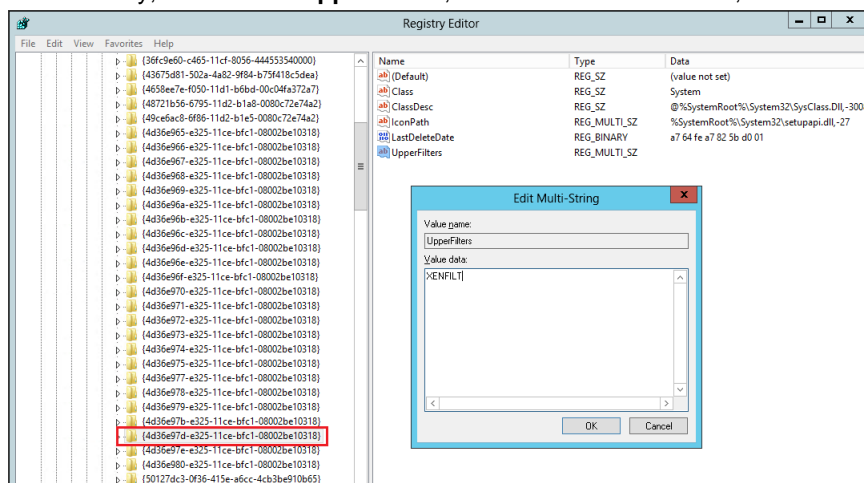 Registry Editor
File Edit View Favorites Help
{36fc9e60-c465-11cf-8056-444553540000}
{43675d81-502a-4a82-9f84-b75f418c5dea}
{4658ee7e-f050-11d1-b6bd-00c04fa372a7}
{48721b56-6795-11d2-b1a8-0080c72e74a2}
{49ce6ac8-6f86-11d2-b1e5-0080c72e74a2}
{4d36e965-e325-11ce-bfc1-08002be10318}
{4d36e966-e325-11ce-bfc1-08002be10318}
{4d36e967-e325-11ce-bfc1-08002be10318}
{4d36e968-e325-11ce-bfc1-08002be10318}
{4d36e969-e325-11ce-bfc1-08002be10318}
{4d36e96a-e325-11ce-bfc1-08002be10318}
{4d36e96b-e325-11ce-bfc1-08002be10318}
{4d36e96c-e325-11ce-bfc1-08002be10318}
{4d36e96d-e325-11ce-bfc1-08002be10318}
{4d36e96e-e325-11ce-bfc1-08002be10318}
{4d36e96f-e325-11ce-bfc1-08002be10318}
{4d36e970-e325-11ce-bfc1-08002be10318}
{4d36e971-e325-11ce-bfc1-08002be10318}
{4d36e972-e325-11ce-bfc1-08002be10318}
{4d36e973-e325-11ce-bfc1-08002be10318}
{4d36e974-e325-11ce-bfc1-08002be10318}
{4d36e975-e325-11ce-bfc1-08002be10318}
{4d36e977-e325-11ce-bfc1-08002be10318}
{4d36e978-e325-11ce-bfc1-08002be10318}
{4d36e979-e325-11ce-bfc1-08002be10318}
{4d36e97b-e325-11ce-bfc1-08002be10318}
{4d36e97d-e325-11ce-bfc1-08002be10318}
{4d36e97e-e325-11ce-bfc1-08002be10318}
{4d36e980-e325-11ce-bfc1-08002be10318}
{50127dc3-0f36-415e-a6cc-4cb3be910b65}
Name Type Data
(Default) REG_SZ (value not set)
Class REG_SZ System
ClassDesc REG_SZ @%SystemRoot%\System32\SysClass.Dll,-300
IconPath REG_MULTI_SZ %SystemRoot%\System32\setupapi.dll,-27
LastDeleteDate REG_BINARY a7 64 fe a7 82 5b d0 01
UpperFilters REG_MULTI_SZ
Edit Multi-String
Value name:
UpperFilters
Value data:
XENFILT
OK Cancel